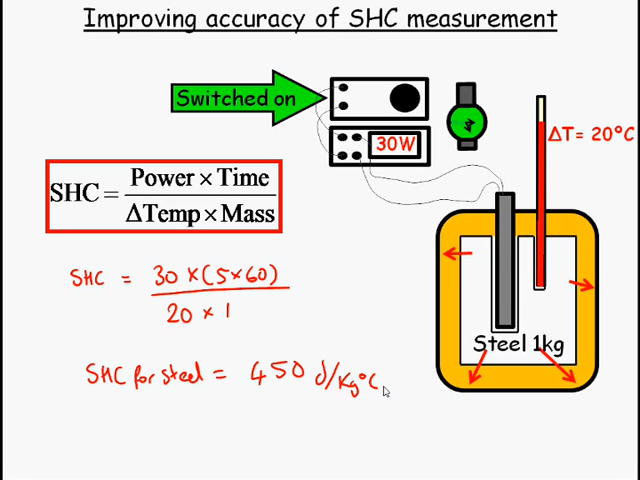 Improving accuracy of SHC measurement
Switched on
30W
ΔT= 20°C
SHC = Power × Time / ΔTemp × Mass
SHC = 30 × (5 × 60) / 20 × 1
Steel 1kg
SHC for steel = 450 J/Kg°C